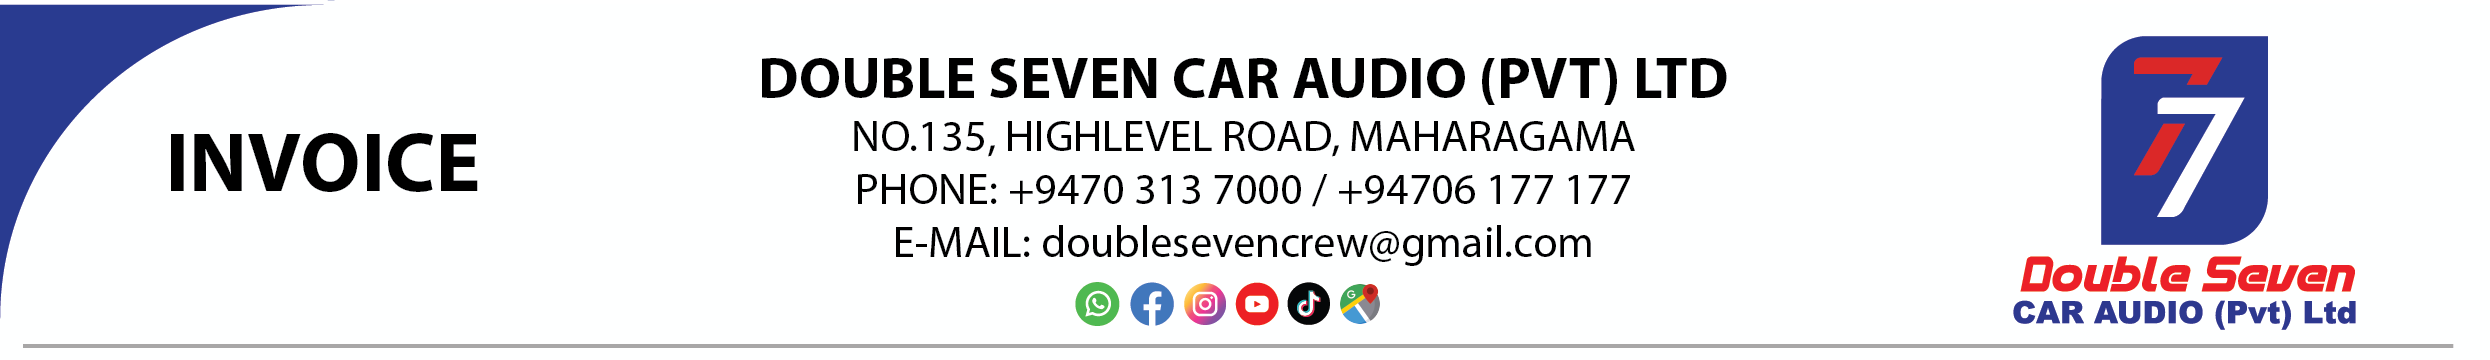 INVOICE
DOUBLE SEVEN CAR AUDIO (PVT) LTD
NO.135, HIGHLEVEL ROAD, MAHARAGAMA
PHONE: +9470 313 7000 / +94706 177 177
E-MAIL: doublesevencrew@gmail.com
G
77
Double Seven
CAR AUDIO (Pvt) Ltd